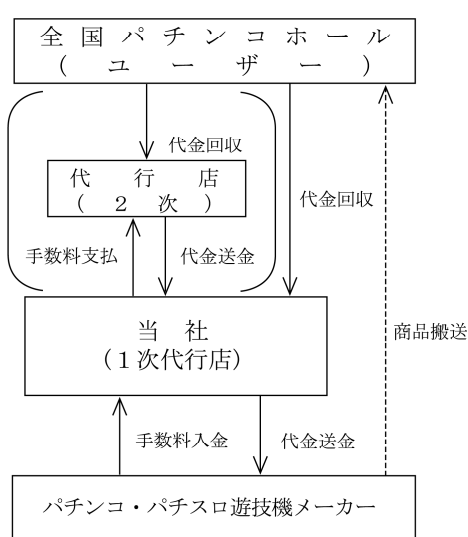 全国パチンコホール
(ユーザー)
代金回収
代行店
(2次)
代金回収
手数料支払
代金送金
当社
(1次代行店)
商品搬送
手数料入金
代金送金
パチンコ・パチスロ遊技機メーカー